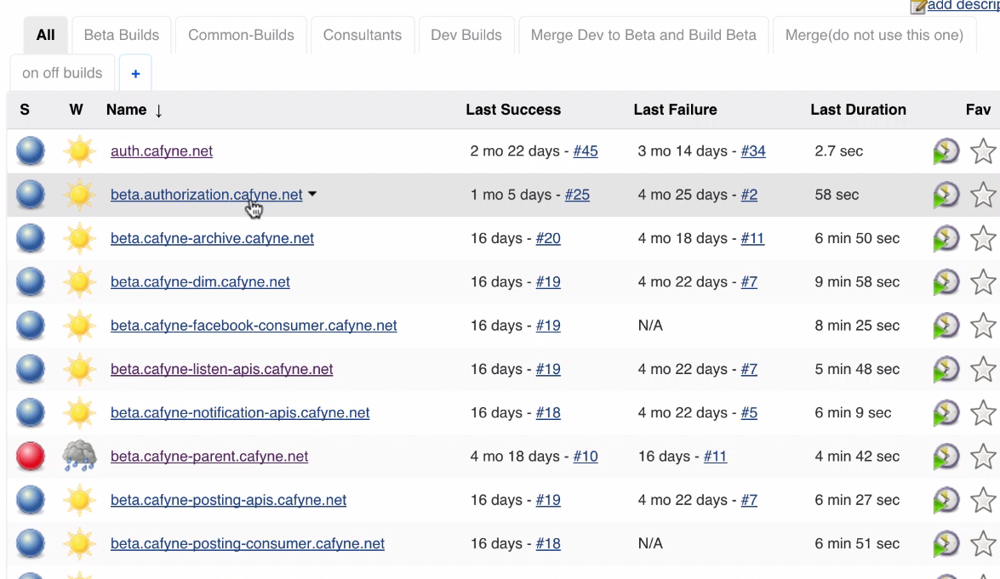 add descrip
All Beta Builds Common-Builds Consultants Dev Builds Merge Dev to Beta and Build Beta Merge(do not use this one)
on off builds +
S W Name ↓ Last Success Last Failure Last Duration Fav
auth.cafyne.net 2 mo 22 days - #45 3 mo 14 days - #34 2.7 sec
beta.authorization.cafyne.net 1 mo 5 days - #25 4 mo 25 days - #2 58 sec
beta.cafyne-archive.cafyne.net 16 days - #20 4 mo 18 days - #11 6 min 50 sec
beta.cafyne-dim.cafyne.net 16 days - #19 4 mo 22 days - #7 9 min 58 sec
beta.cafyne-facebook-consumer.cafyne.net 16 days - #19 N/A 8 min 25 sec
beta.cafyne-listen-apis.cafyne.net 16 days - #19 4 mo 22 days - #7 5 min 48 sec
beta.cafyne-notification-apis.cafyne.net 16 days - #18 4 mo 22 days - #5 6 min 9 sec
beta.cafyne-parent.cafyne.net 4 mo 18 days - #10 16 days - #11 4 min 42 sec
beta.cafyne-posting-apis.cafyne.net 16 days - #19 4 mo 22 days - #7 6 min 27 sec
beta.cafyne-posting-consumer.cafyne.net 16 days - #18 N/A 6 min 51 sec